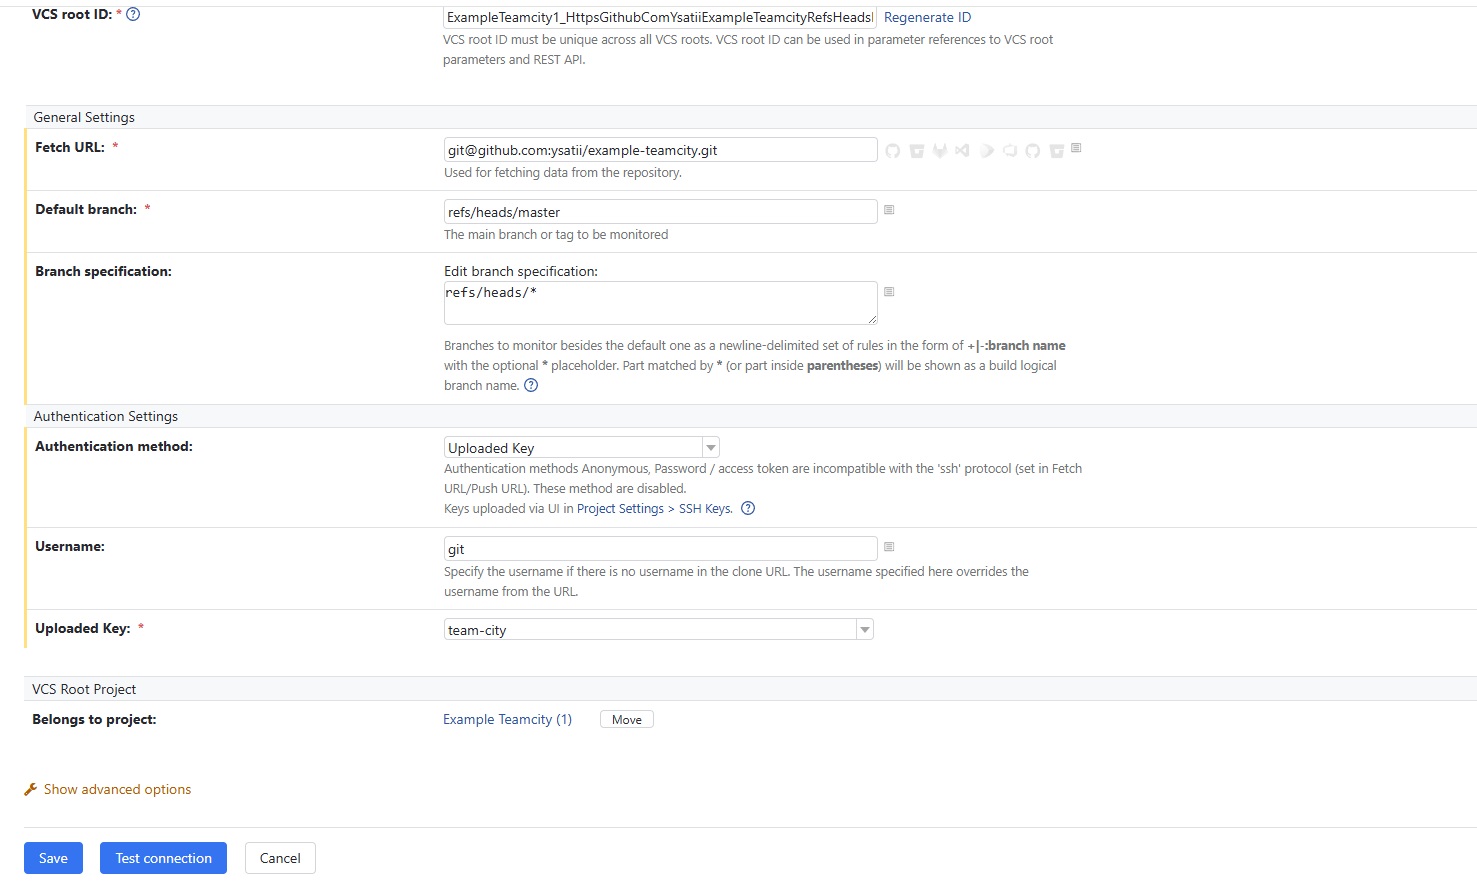 VCS root ID: *
ExampleTeamcity1_HttpsGithubComYsatiiExampleTeamcityRefsHeads
Regenerate ID
VCS root ID must be unique across all VCS roots. VCS root ID can be used in parameter references to VCS root
parameters and REST API.
General Settings
Fetch URL: *
git@github.com:ysatii/example-teamcity.git
Used for fetching data from the repository.
Default branch: *
refs/heads/master
The main branch or tag to be monitored
Branch specification:
Edit branch specification:
refs/heads/*
Branches to monitor besides the default one as a newline-delimited set of rules in the form of +|-:branch name
with the optional * placeholder. Part matched by * (or part inside parentheses) will be shown as a build logical
branch name. ?
Authentication Settings
Authentication method:
Uploaded Key
Authentication methods Anonymous, Password / access token are incompatible with the 'ssh' protocol (set in Fetch
URL/Push URL). These method are disabled.
Keys uploaded via UI in Project Settings > SSH Keys. ?
Username:
git
Specify the username if there is no username in the clone URL. The username specified here overrides the
username from the URL.
Uploaded Key: *
team-city
VCS Root Project
Belongs to project:
Example Teamcity (1)
Move
Show advanced options
Save
Test connection
Cancel